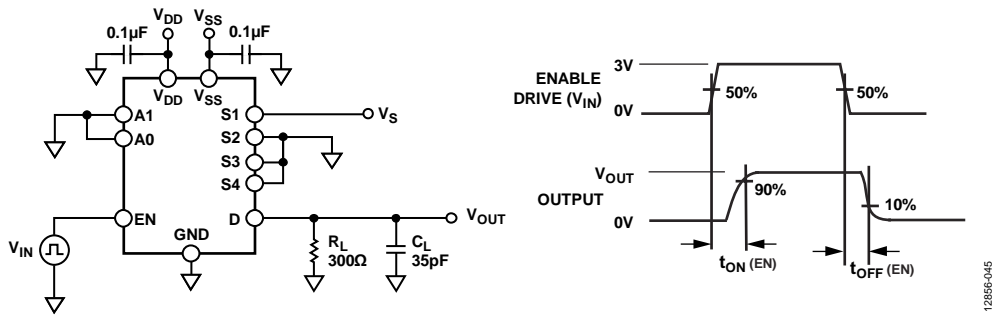 VDD VSS
0.1µF 0.1µF
VDD VSS
A1
A0
S1
S2
S3
S4
VS
EN
D
VOUT
GND
VIN
RL
300Ω
CL
35pF
3V
ENABLE
DRIVE (VIN)
50% 50%
0V
VOUT
OUTPUT
90%
10%
0V
tON (EN)
tOFF (EN)
12856-045